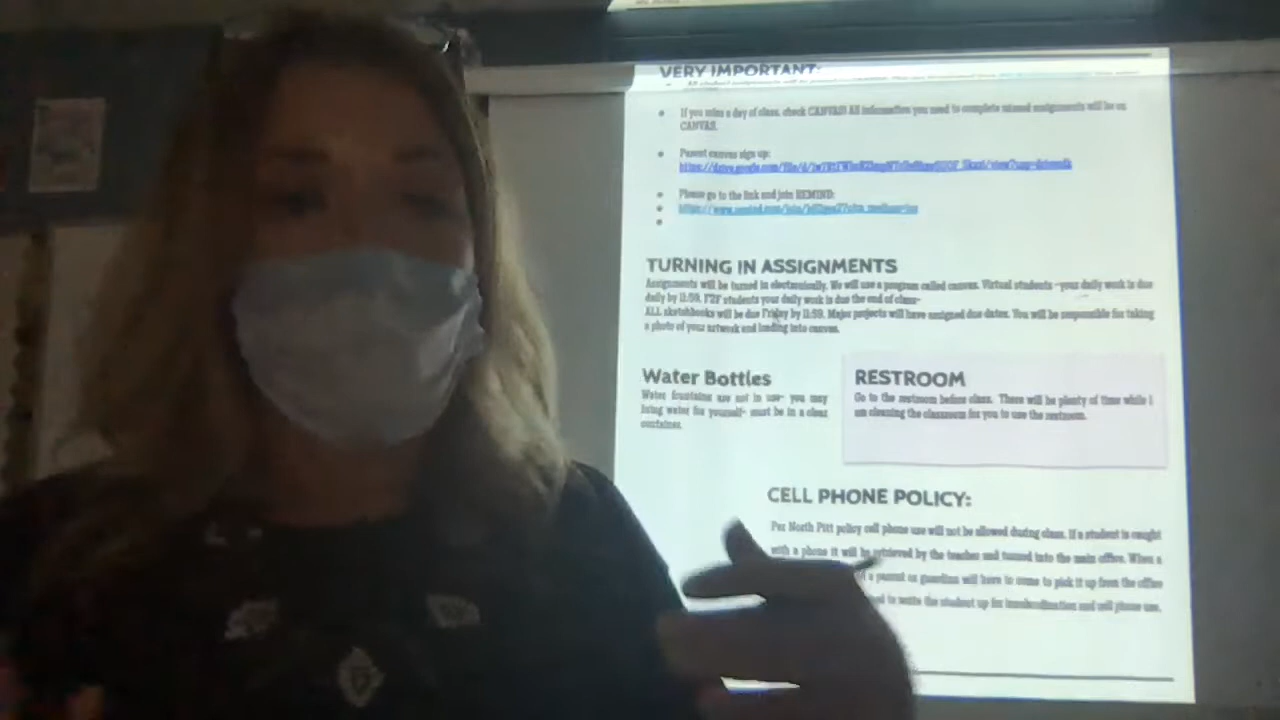 VERY IMPORTANT:
If you miss a day of class, check CANVAS! All information you need to complete missed assignments will be on
CANVAS.
Parent canvas sign up:
Please go to the link and join REMIND:
TURNING IN ASSIGNMENTS
Assignments will be turned in electronically. We will use a program called canvas. Virtual students -your daily work is due
daily by 11:59. F2F students your daily work is due the end of class-
ALL sketchbooks will be due Friday by 11:59. Major projects will have assigned due dates. You will be responsible for taking
a photo of your artwork and loading into canvas.
Water Bottles
Water fountains are not in use- you may
bring water for yourself- must be in a clear
container.
RESTROOM
Go to the restroom before class. There will be plenty of time while I
am cleaning the classroom for you to use the restroom.
CELL PHONE POLICY:
Per North Pitt policy cell phone use will not be allowed during class. If a student is caught
with a phone it will be retrieved by the teacher and turned into the main office. When a
a parent or guardian will have to come to pick it up from the office
to write the student up for insubordination and cell phone use.